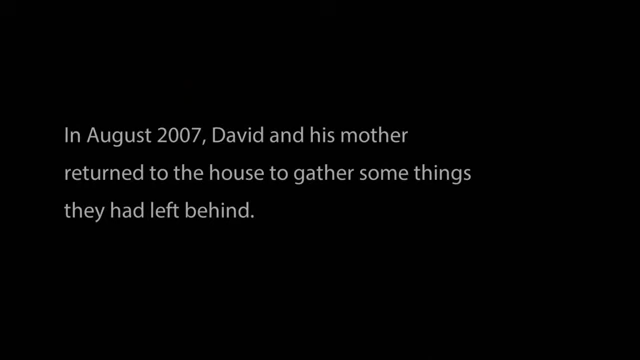 In August 2007, David and his mother
returned to the house to gather some things
they had left behind.